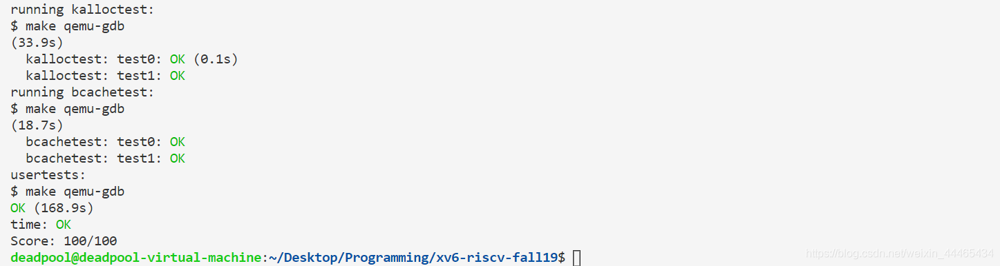 running kalloctest:
$ make qemu-gdb
(33.9s)
  kalloctest: test0: OK (0.1s)
  kalloctest: test1: OK
running bcachetest:
$ make qemu-gdb
(18.7s)
  bcachetest: test0: OK
  bcachetest: test1: OK
usertests:
$ make qemu-gdb
OK (168.9s)
time: OK
Score: 100/100
deadpool@deadpool-virtual-machine:~/Desktop/Programming/xv6-riscv-fall19$
https://blog.csdn.net/weixin_44465434